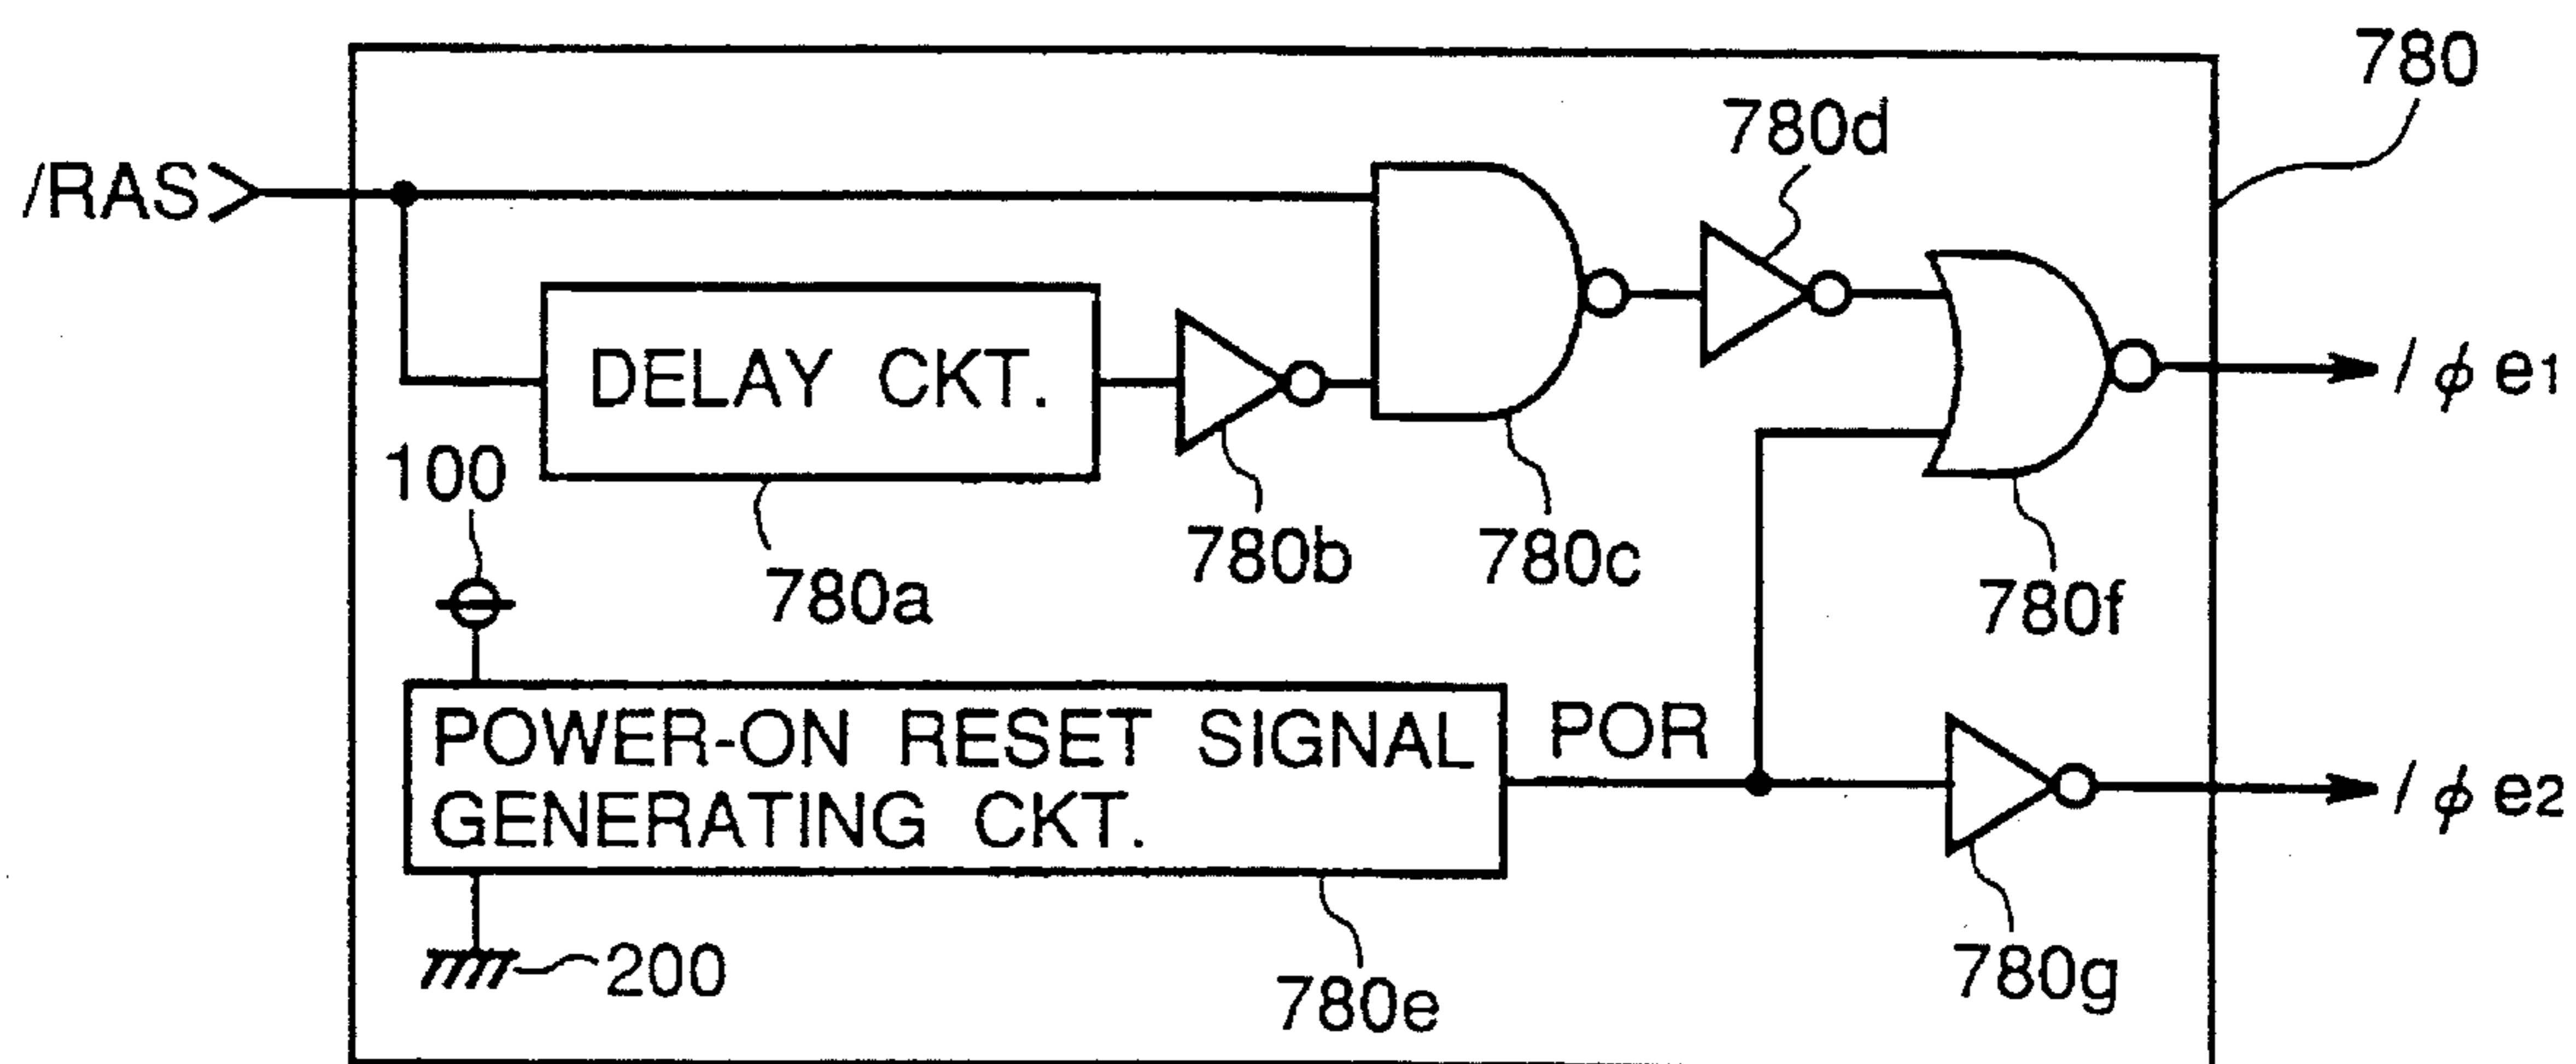 780
780d
/RAS
DELAY CKT.
/φe1
100
780b
780c
780a
780f
POWER-ON RESET SIGNAL
GENERATING CKT.
POR
/φe2
200
780e
780g